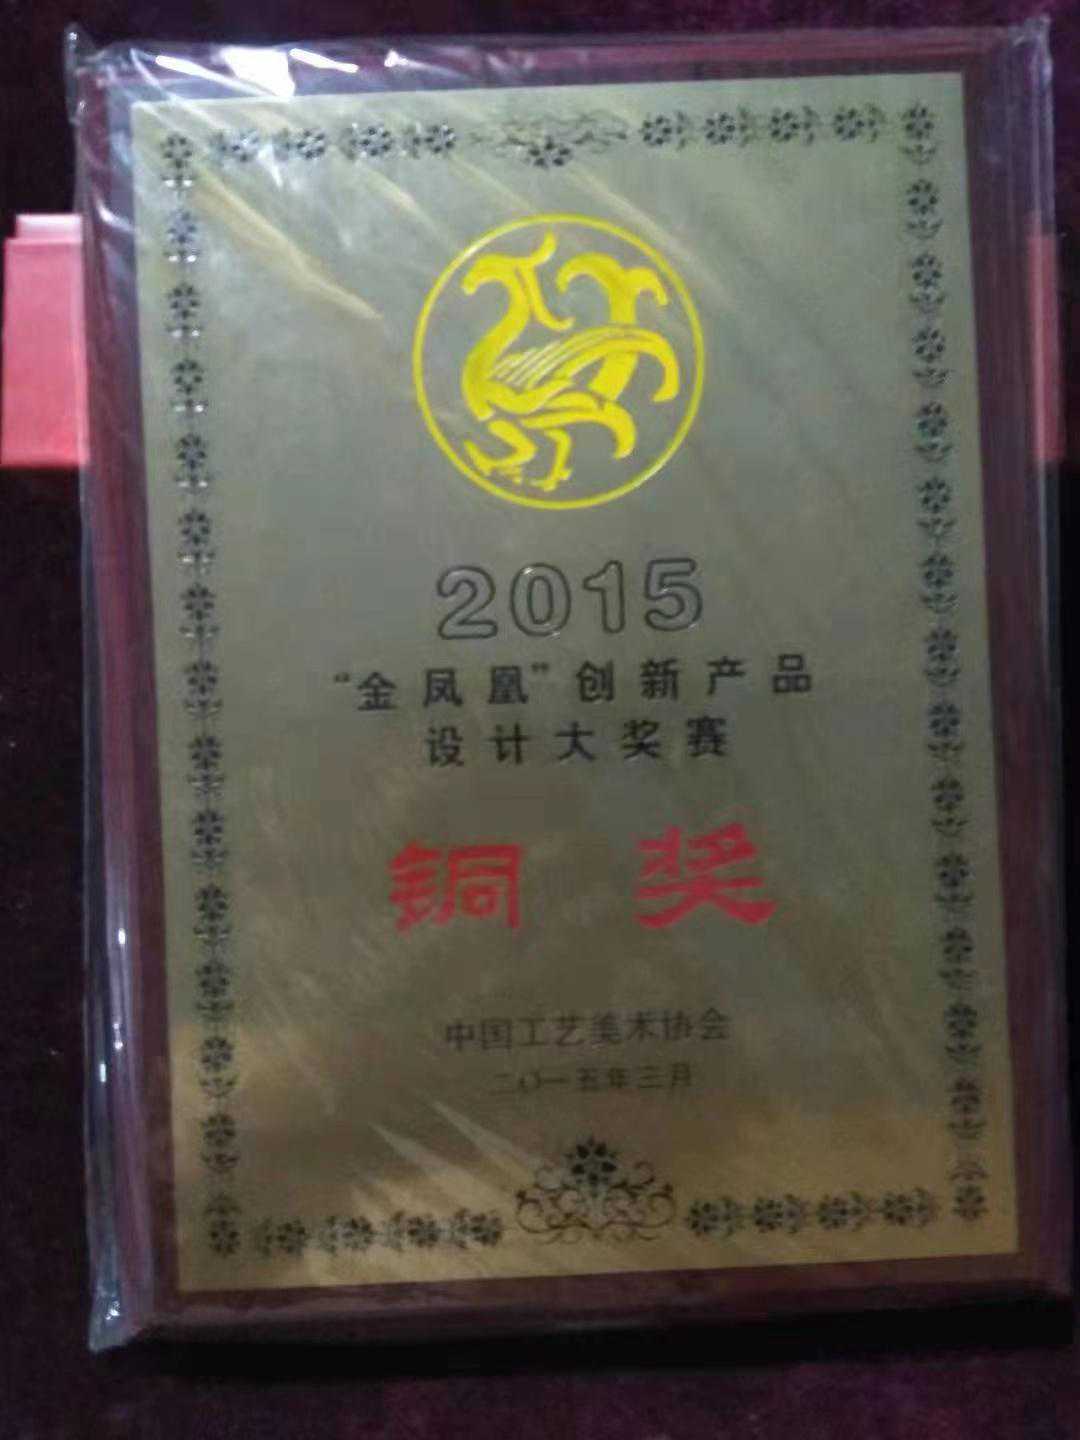 2015
“金凤凰”创新产品
设计大奖赛
铜奖
中国工艺美术协会
二〇一五年三月